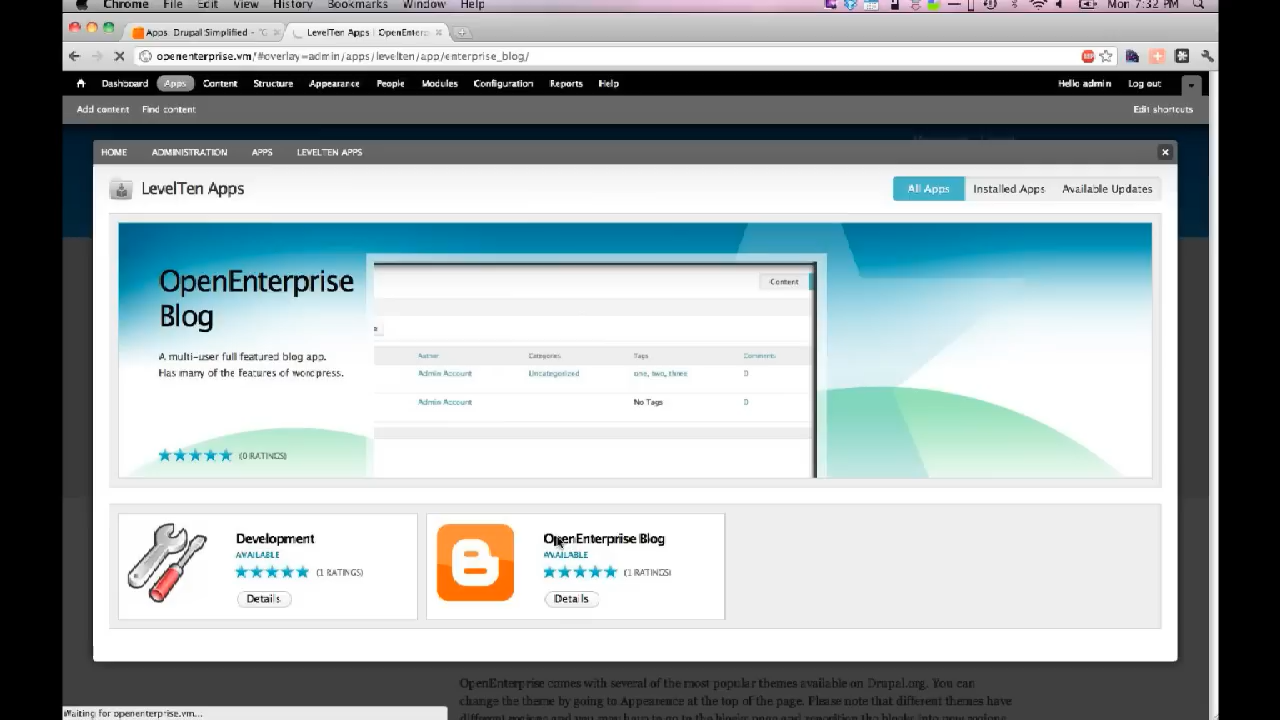 Chrome File Edit View History Bookmarks Window Help Mon 7:32 PM
Apps Drupal Simplified - LevelTen Apps | OpenEnterp
openenterprise.vm/#overlay=admin/apps/levelten/app/enterprise_blog/
Dashboard Apps Content Structure Appearance People Modules Configuration Reports Help Hello admin Log out
Add content Find content Edit shortcuts
HOME ADMINISTRATION APPS LEVELTEN APPS
LevelTen Apps All Apps Installed Apps Available Updates
OpenEnterprise
Blog
A multi-user full featured blog app.
Has many of the features of wordpress.
(0 RATINGS)
Content
Author Categories Tags Comments
Admin Account Uncategorized one, two, three 0
Admin Account No Tags 0
Development
AVAILABLE
(1 RATINGS)
Details
OpenEnterprise Blog
AVAILABLE
(1 RATINGS)
Details
OpenEnterprise comes with several of the most popular themes available on Drupal.org. You can
change the theme by going to Appearence at the top of the page. Please note that different themes have
Waiting for openenterprise.vm...